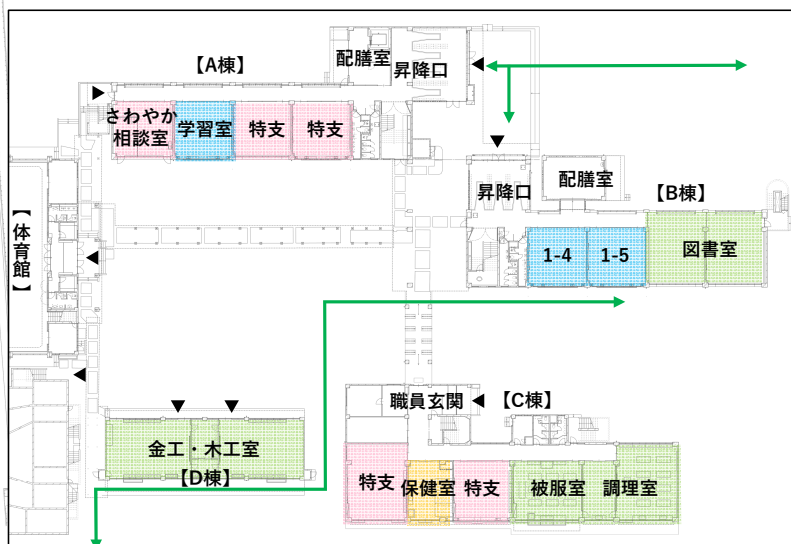 【A棟】
配膳室
昇降口
さわやか
相談室
学習室
特支
特支
昇降口
配膳室
【B棟】
【体育館】
1-4
1-5
図書室
職員玄関
【C棟】
金工・木工室
【D棟】
特支
保健室
特支
被服室
調理室